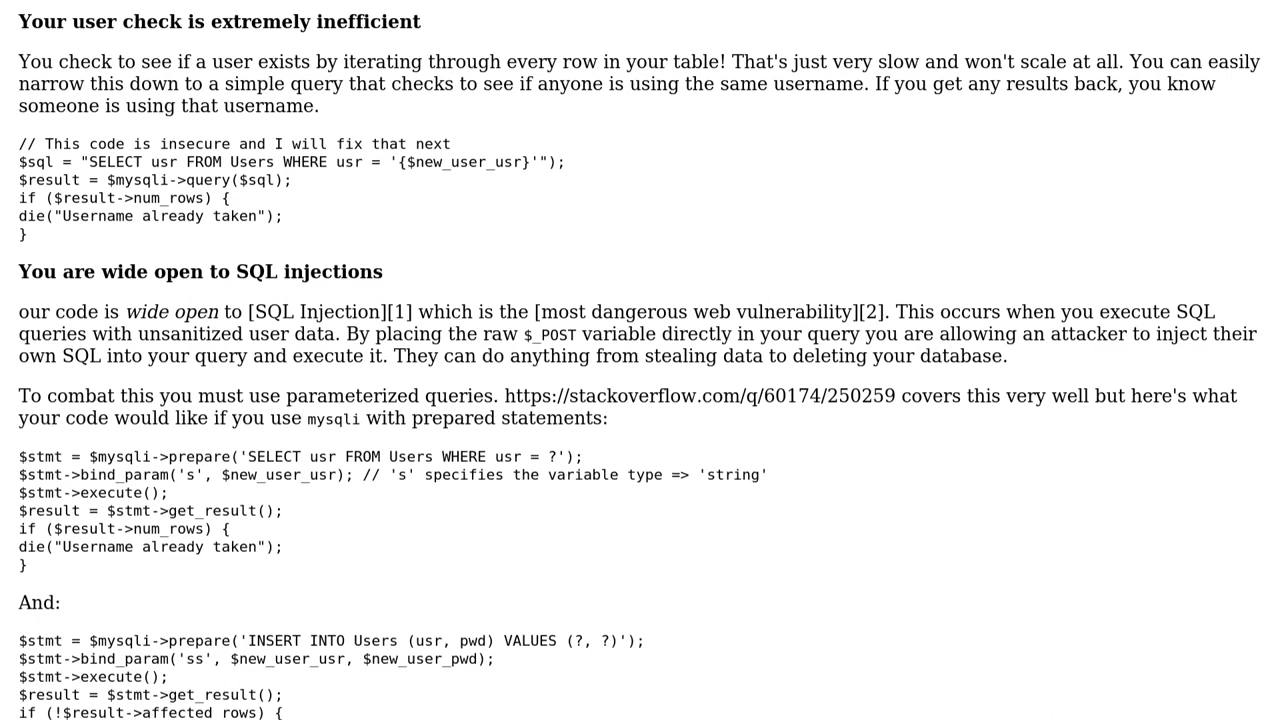 Your user check is extremely inefficient
You check to see if a user exists by iterating through every row in your table! That's just very slow and won't scale at all. You can easily
narrow this down to a simple query that checks to see if anyone is using the same username. If you get any results back, you know
someone is using that username.
// This code is insecure and I will fix that next
$sql = "SELECT usr FROM Users WHERE usr = '{$new_user_usr}'");
$result = $mysqli->query($sql);
if ($result->num_rows) {
die("Username already taken");
}
You are wide open to SQL injections
our code is wide open to [SQL Injection][1] which is the [most dangerous web vulnerability][2]. This occurs when you execute SQL
queries with unsanitized user data. By placing the raw $_POST variable directly in your query you are allowing an attacker to inject their
own SQL into your query and execute it. They can do anything from stealing data to deleting your database.
To combat this you must use parameterized queries. https://stackoverflow.com/q/60174/250259 covers this very well but here's what
your code would like if you use mysqli with prepared statements:
$stmt = $mysqli->prepare('SELECT usr FROM Users WHERE usr = ?');
$stmt->bind_param('s', $new_user_usr); // 's' specifies the variable type => 'string'
$stmt->execute();
$result = $stmt->get_result();
if ($result->num_rows) {
die("Username already taken");
}
And:
$stmt = $mysqli->prepare('INSERT INTO Users (usr, pwd) VALUES (?, ?)');
$stmt->bind_param('ss', $new_user_usr, $new_user_pwd);
$stmt->execute();
$result = $stmt->get_result();
if (!$result->affected_rows) {